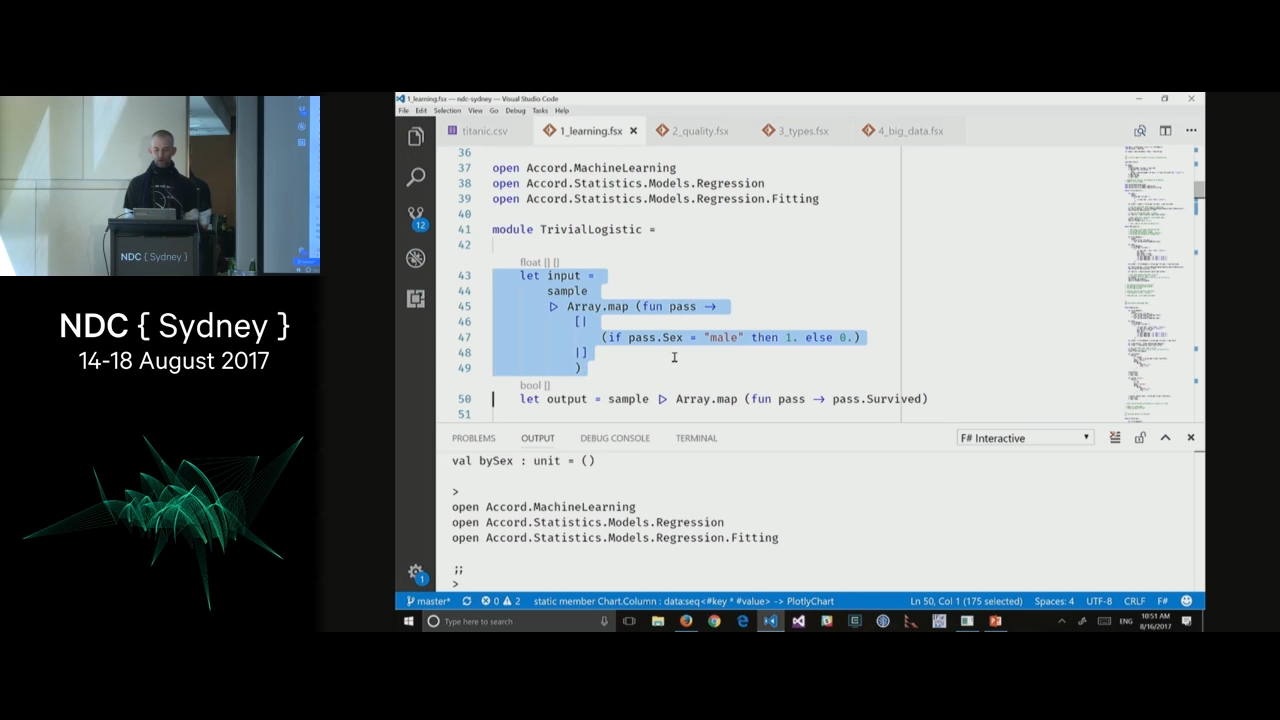 NDC { Sydney }
NDC { Sydney }
14-18 August 2017
1_learning.fsx — ndc-sydney — Visual Studio Code
File Edit Selection View Go Debug Tasks Help
titanic.csv 1_learning.fsx 2_quality.fsx 3_types.fsx 4_big_data.fsx
36
37 open Accord.MachineLearning
38 open Accord.Statistics.Models.Regression
39 open Accord.Statistics.Models.Regression.Fitting
40
41 module TrivialLogistic =
42
float [] []
43 let input =
44 sample
45 ▷ Array.map (fun pass →
46 [|
47 (if pass.Sex = "male" then 1. else 0.)
48 |]
49 )
bool []
50 let output = sample ▷ Array.map (fun pass → pass.Survived)
51
12
PROBLEMS OUTPUT DEBUG CONSOLE TERMINAL F# Interactive
val bySex : unit = ()
>
open Accord.MachineLearning
open Accord.Statistics.Models.Regression
open Accord.Statistics.Models.Regression.Fitting
;;
>
1
master* 0 2 static member Chart.Column : data:seq<#key * #value> -> PlotlyChart Ln 50, Col 1 (175 selected) Spaces: 4 UTF-8 CRLF F#
Type here to search ENG 10:51 AM
8/16/2017